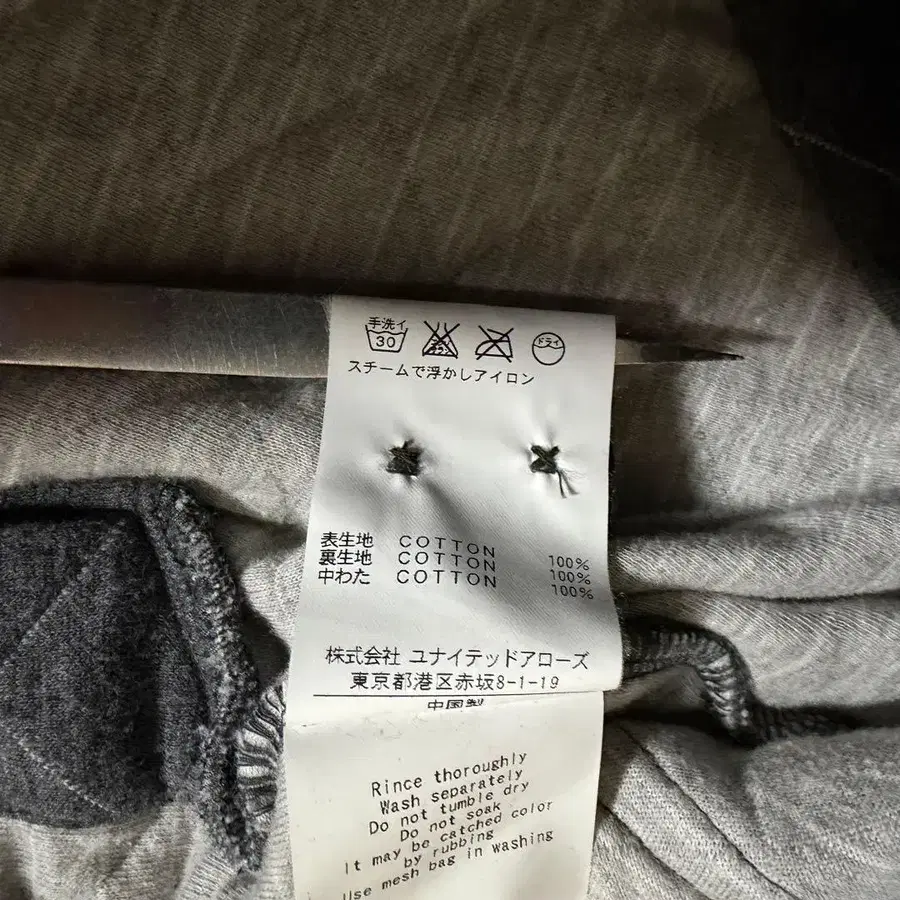 手洗イ
30
ドライ
スチームで浮かしアイロン
表生地 COTTON 100%
裏生地 COTTON 100%
中わた COTTON 100%
株式会社 ユナイテッドアローズ
東京都港区赤坂8-1-19
中国製
Rince thoroughly
Wash separately
Do not tumble dry
Do not soak
It may be catched color
by rubbing
Use mesh bag in washing